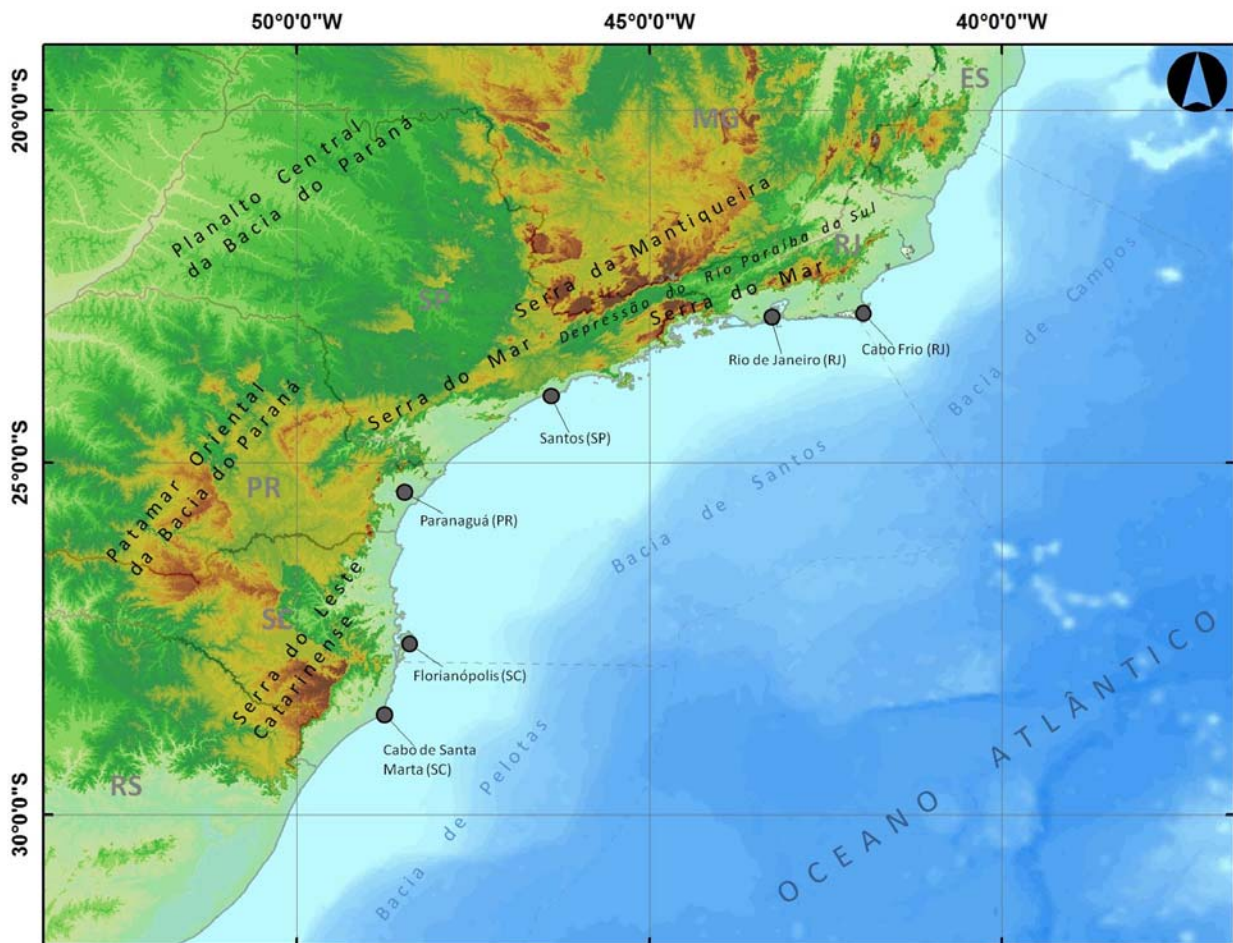 50°0'0"W
45°0'0"W
40°0'0"W
20°0'0"S
25°0'0"S
30°0'0"S
ES
MG
Planalto Central
da Bacia do Paraná
Serra da Mantiqueira
Depressão do Rio Paraíba do Sul
RJ
Serra do Mar
SP
Serra do Mar
Rio de Janeiro (RJ)
Cabo Frio (RJ)
Bacia de Campos
Santos (SP)
Bacia de Santos
Patamar Oriental
da Bacia do Paraná
PR
Paranaguá (PR)
SC
Serra do Leste
Catarinense
Florianópolis (SC)
Cabo de Santa
Marta (SC)
RS
Bacia de Pelotas
OCEANO ATLÂNTICO